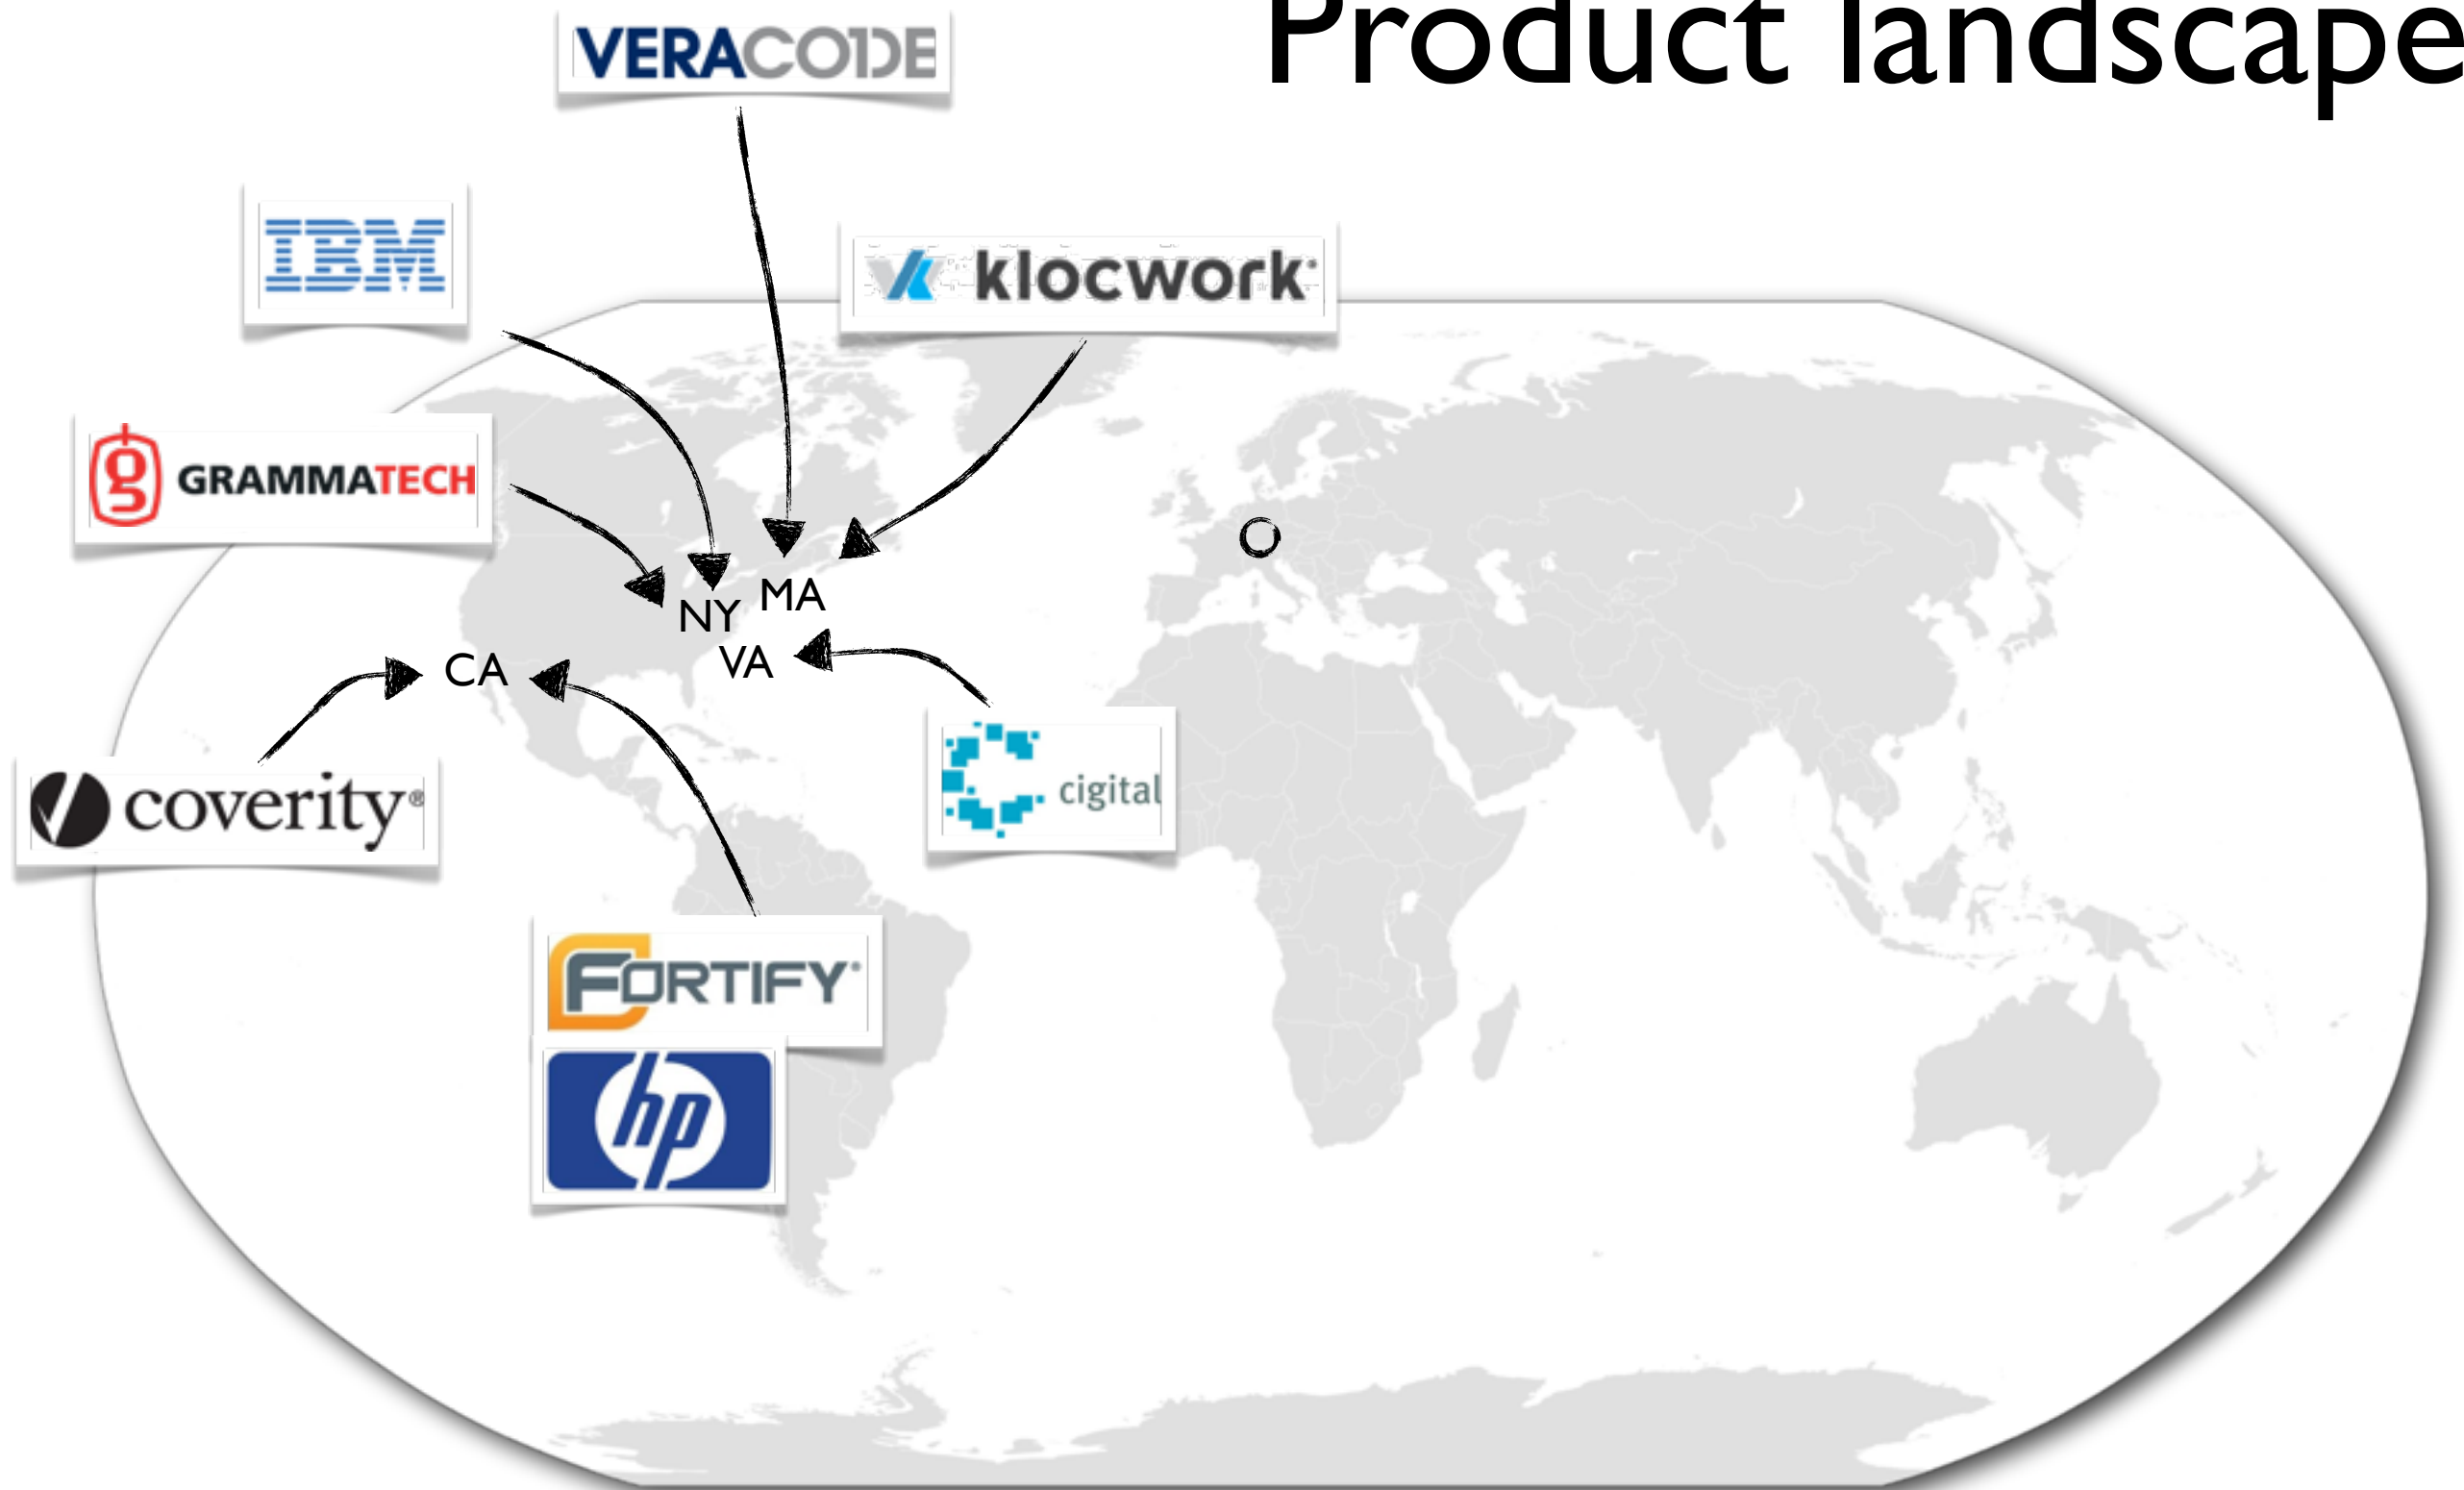 Product landscape
VERACODE
IBM
klocwork
GRAMMATECH
MA
NY
VA
CA
cigital
coverity®
FORTIFY
hp